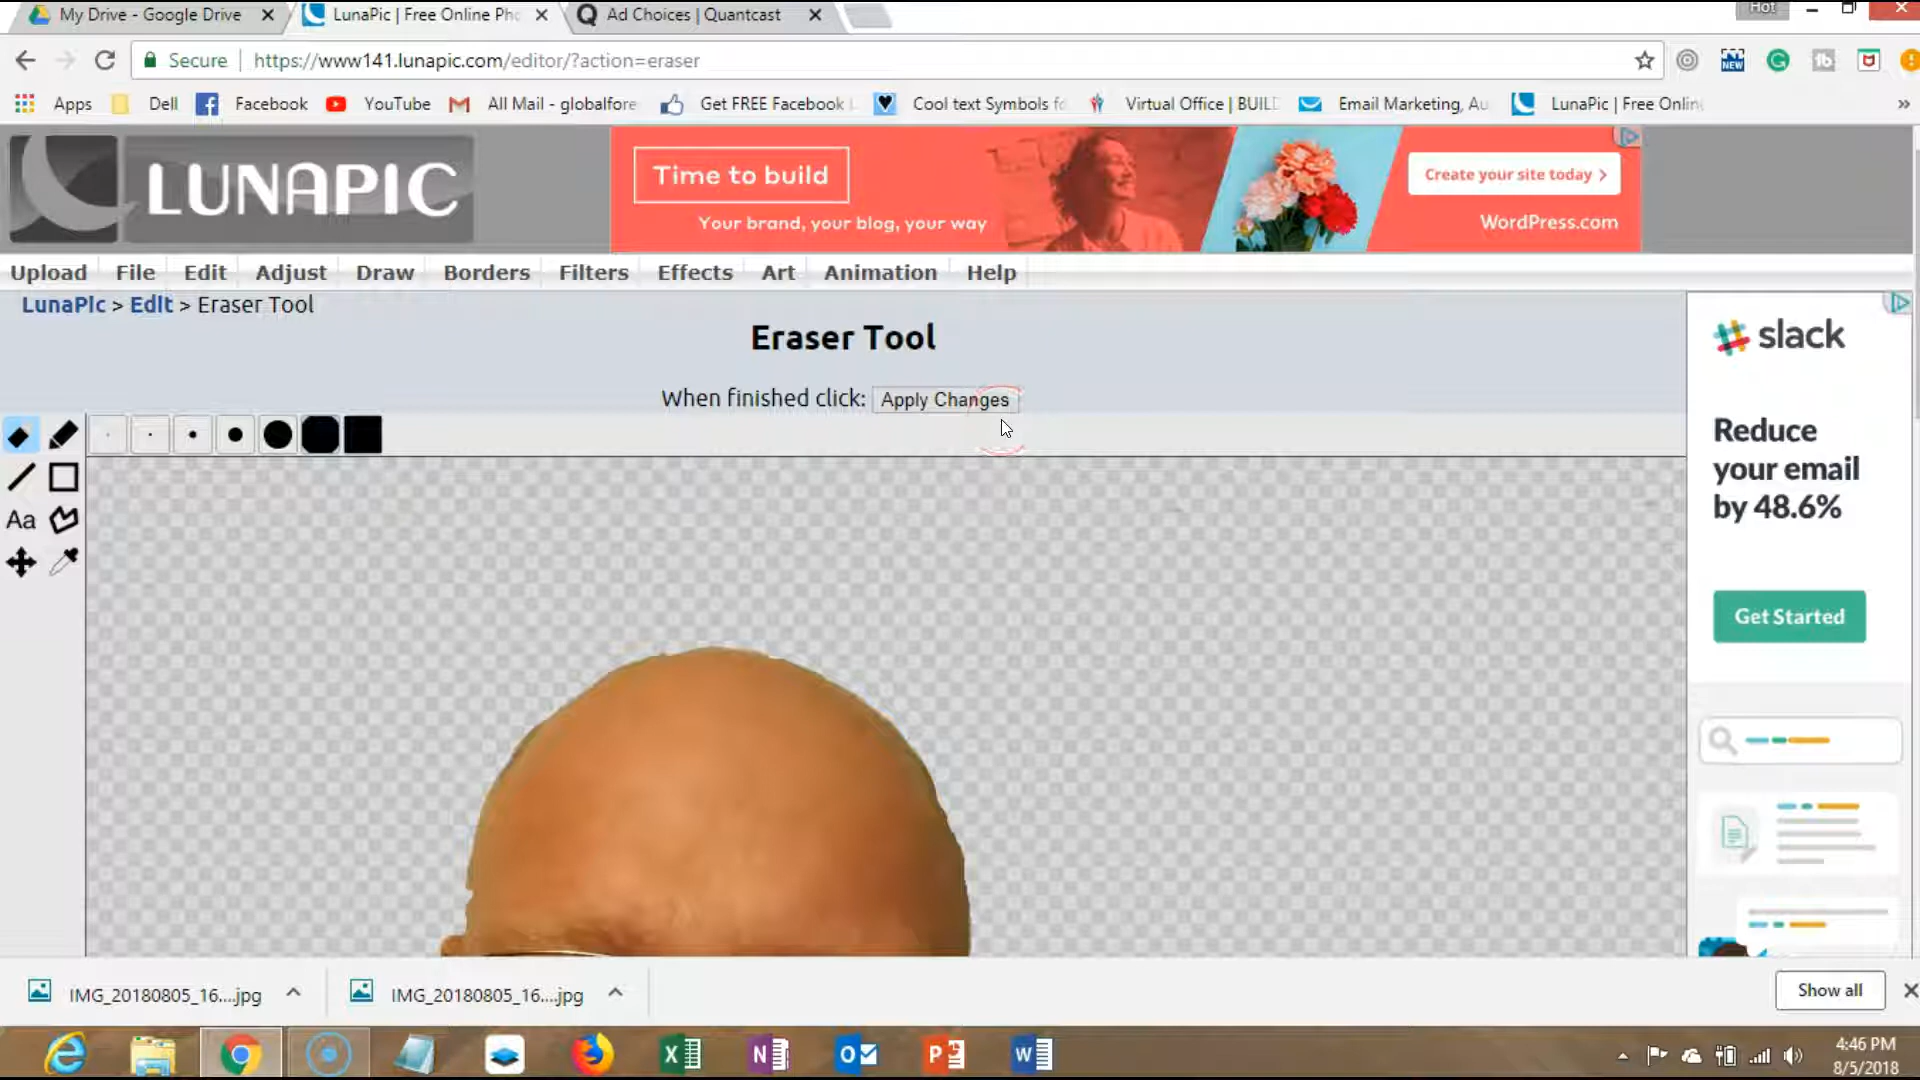 My Drive - Google Drive
LunaPic | Free Online Pho
Ad Choices | Quantcast
Hot
Secure
https://www141.lunapic.com/editor/?action=eraser
NEW
Apps
Dell
Facebook
YouTube
All Mail - globalfore
Get FREE Facebook L
Cool text Symbols fo
Virtual Office | BUILD
Email Marketing, Au
LunaPic | Free Onlin
»
LUNAPIC
Time to build
Your brand, your blog, your way
Create your site today >
WordPress.com
Upload
File
Edit
Adjust
Draw
Borders
Filters
Effects
Art
Animation
Help
LunaPic > Edit > Eraser Tool
Eraser Tool
When finished click: Apply Changes
Aa
slack
Reduce
your email
by 48.6%
Get Started
IMG_20180805_16....jpg
IMG_20180805_16....jpg
Show all
4:46 PM
8/5/2018